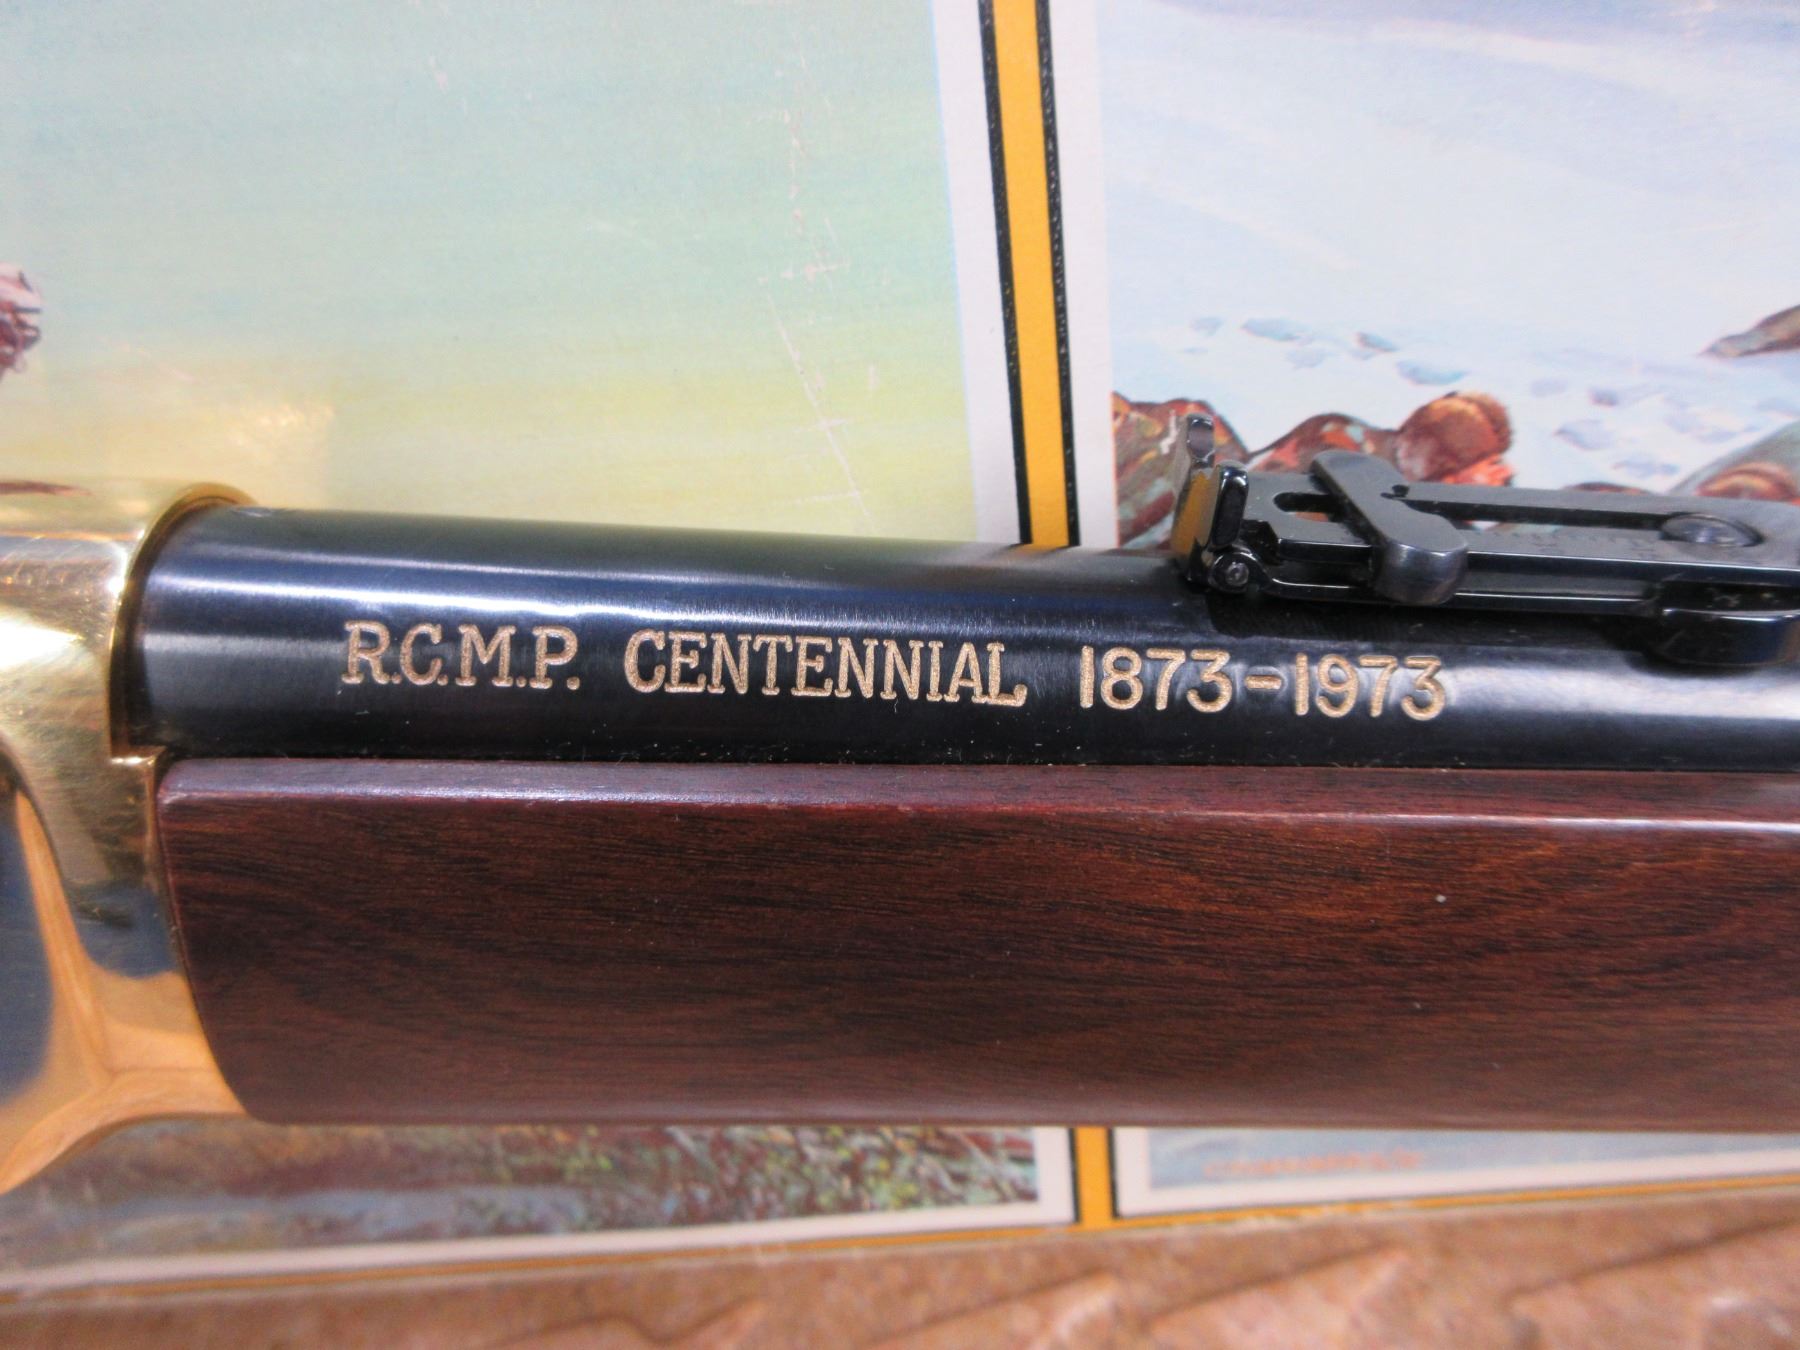 R.C.M.P. CENTENNIAL 1873-1973